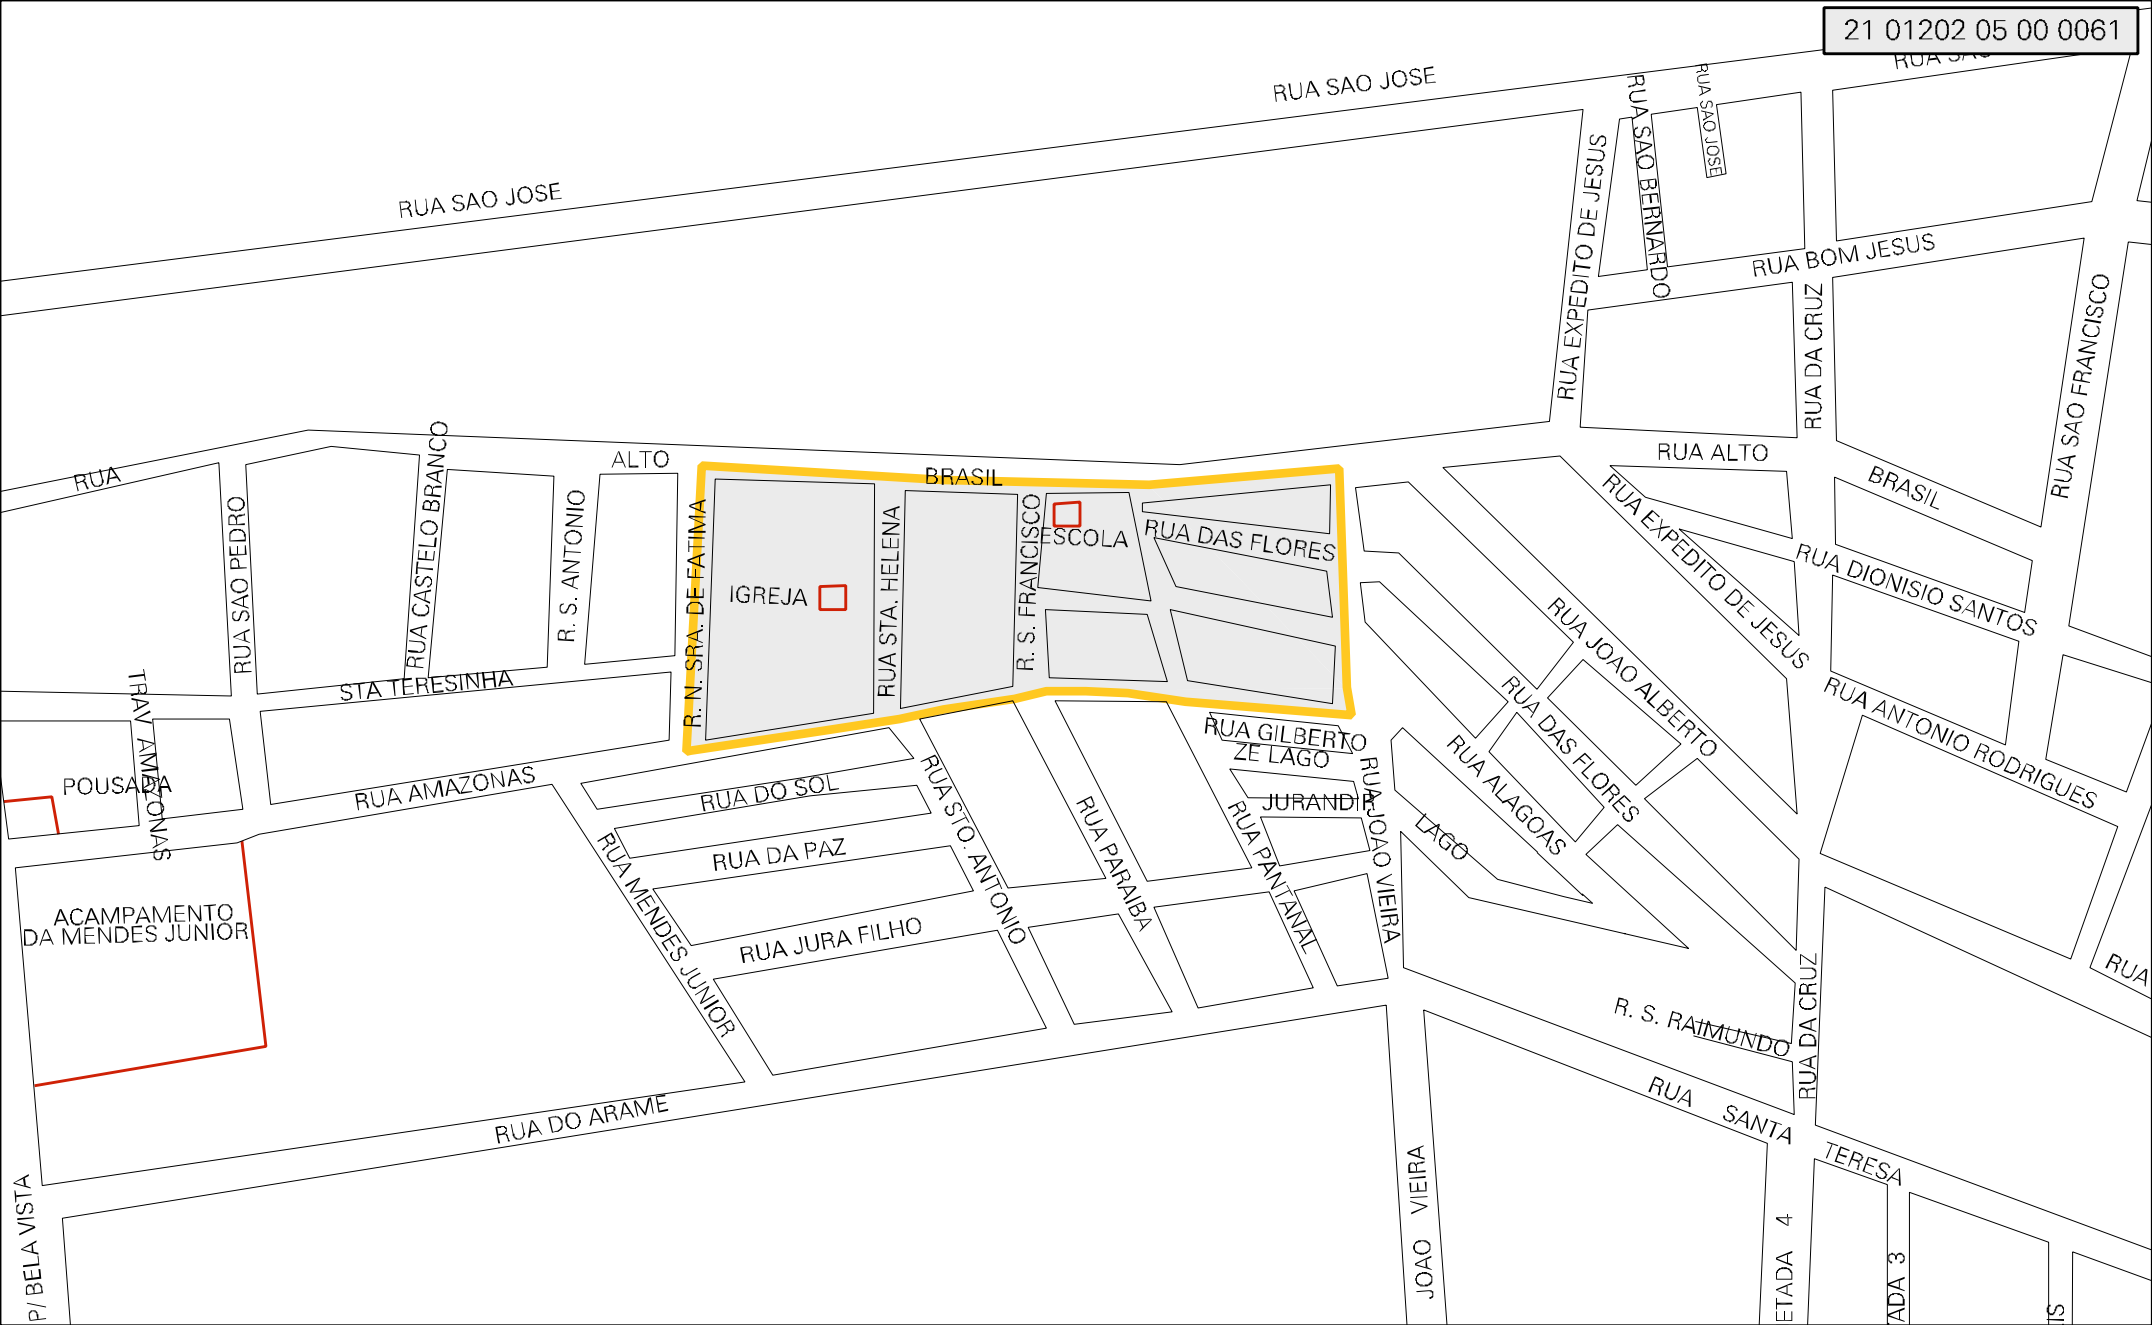 21 01202 05 00 0061
RUA SAO JOSE
RUA SAO JOSE
RUA SAO BERNARDO
RUA SAO JOSE
RUA EXPEDITO DE JESUS
RUA BOM JESUS
RUA DA CRUZ
RUA SAO FRANCISCO
RUA
ALTO
BRASIL
RUA ALTO
BRASIL
RUA SAO PEDRO
RUA CASTELO BRANCO
R. S. ANTONIO
R. N. SRA. DE FATIMA
IGREJA
RUA STA. HELENA
R. S. FRANCISCO
ESCOLA
RUA DAS FLORES
RUA EXPEDITO DE JESUS
RUA DIONISIO SANTOS
RUA JOAO ALBERTO
RUA ANTONIO RODRIGUES
STA TERESINHA
TRAV AMAZONAS
POUSADA
RUA AMAZONAS
RUA DO SOL
RUA DA PAZ
RUA JURA FILHO
RUA MENDES JUNIOR
RUA STO. ANTONIO
RUA PARAIBA
RUA PANTANAL
RUA GILBERTO
ZE LAGO
JURANDIR
RUA JOAO VIEIRA
RUA DAS FLORES
RUA ALAGOAS
LAGO
ACAMPAMENTO
DA MENDES JUNIOR
R. S. RAIMUNDO
RUA DA CRUZ
RUA
RUA DO ARAME
RUA SANTA TERESA
P/ BELA VISTA
JOAO VIEIRA
ETADA 4
ADA 3
IS